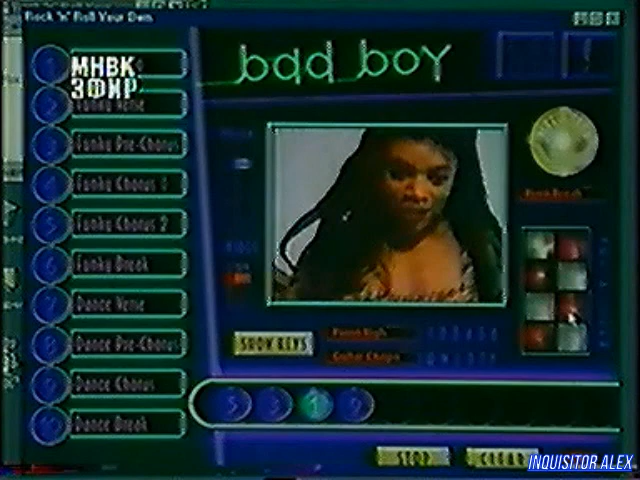 Rock 'n' Roll Your Own
bad boy
МНВК
ЭФИР
Funky Verse
Funky Pre-Chorus
Funky Chorus 1
Funky Chorus 2
Funky Break
Dance Verse
Dance Pre-Chorus
Dance Chorus
Dance Break
SHOW KEYS
STOP
CLEAR
INQUISITOR ALEX